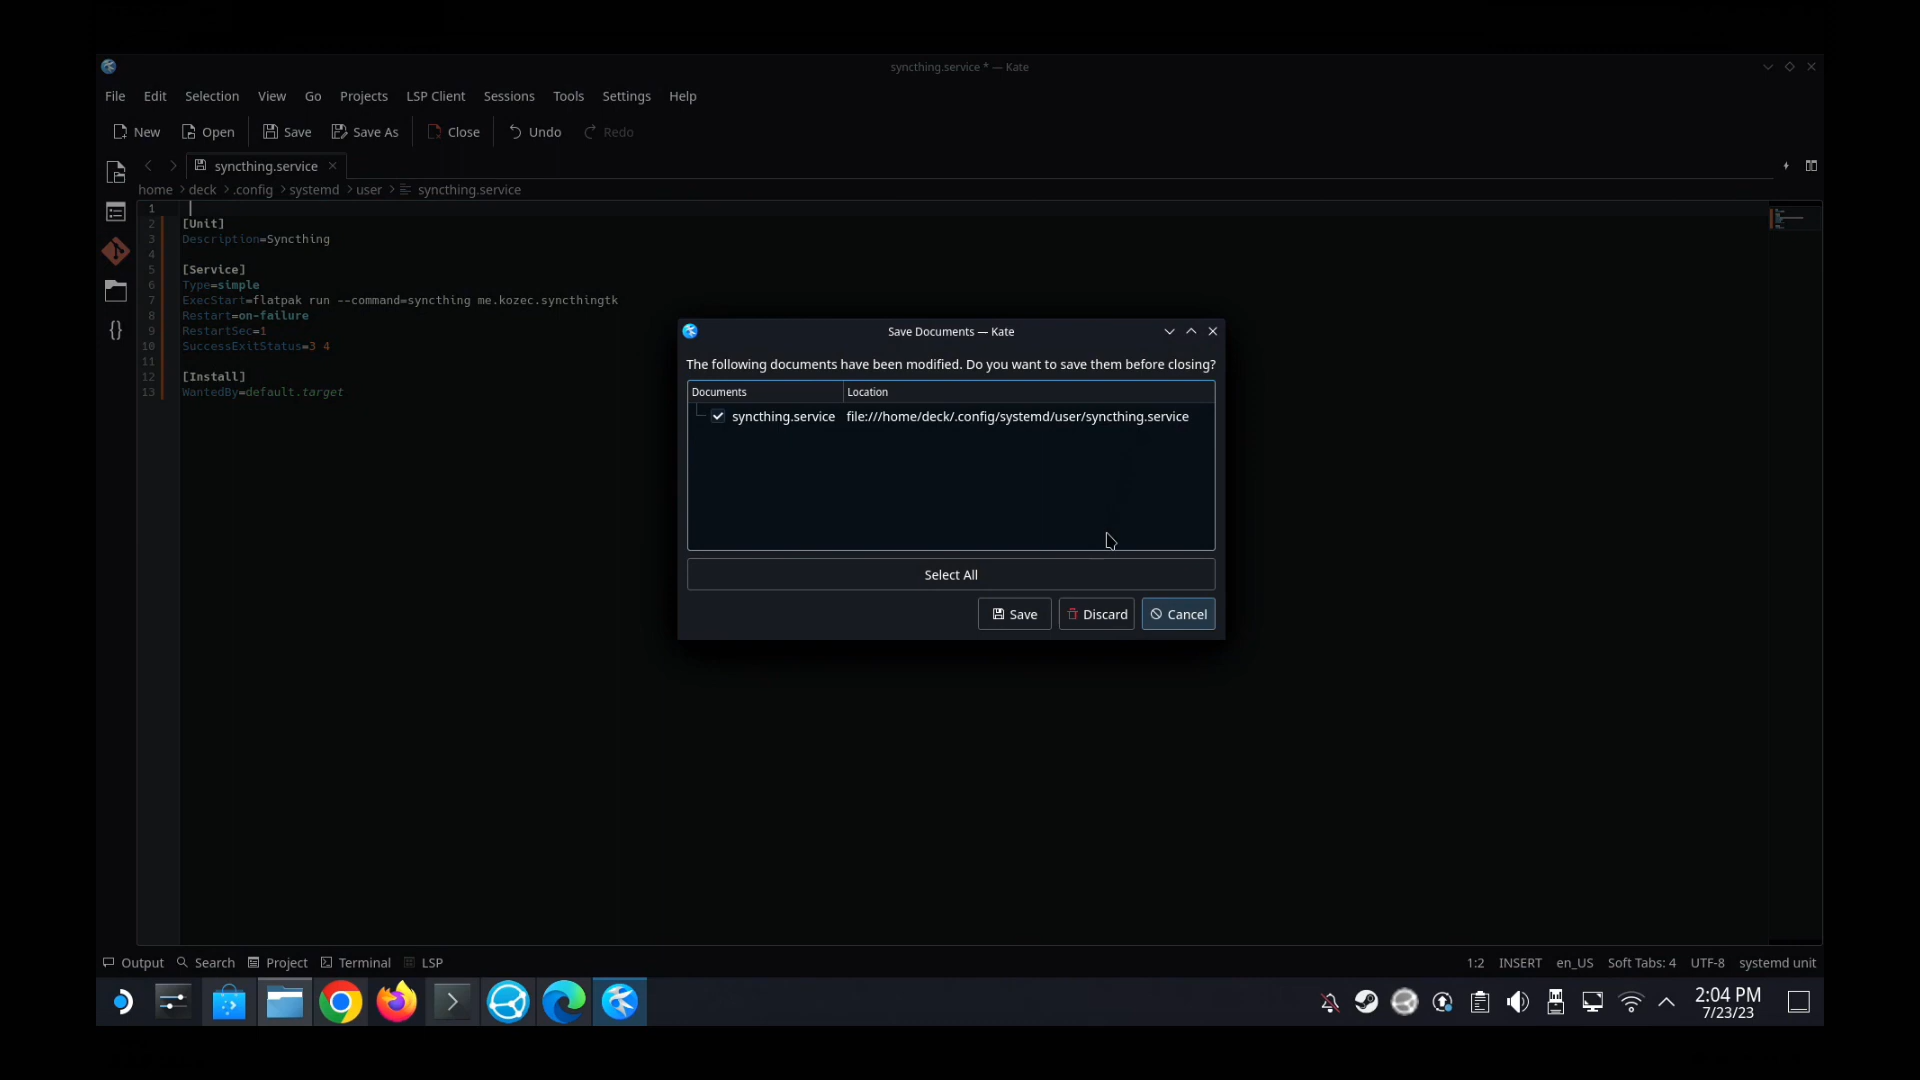 syncthing.service * — Kate
File Edit Selection View Go Projects LSP Client Sessions Tools Settings Help
New Open Save Save As Close Undo Redo
syncthing.service
home > deck > .config > systemd > user > syncthing.service
1
2 [Unit]
3 Description=Syncthing
4
5 [Service]
6 Type=simple
7 ExecStart=flatpak run --command=syncthing me.kozec.syncthingtk
8 Restart=on-failure
9 RestartSec=1
10 SuccessExitStatus=3 4
11
12 [Install]
13 WantedBy=default.target
Save Documents — Kate
The following documents have been modified. Do you want to save them before closing?
Documents Location
syncthing.service file:///home/deck/.config/systemd/user/syncthing.service
Select All
Save Discard Cancel
Output Search Project Terminal LSP 1:2 INSERT en_US Soft Tabs: 4 UTF-8 systemd unit
2:04 PM
7/23/23